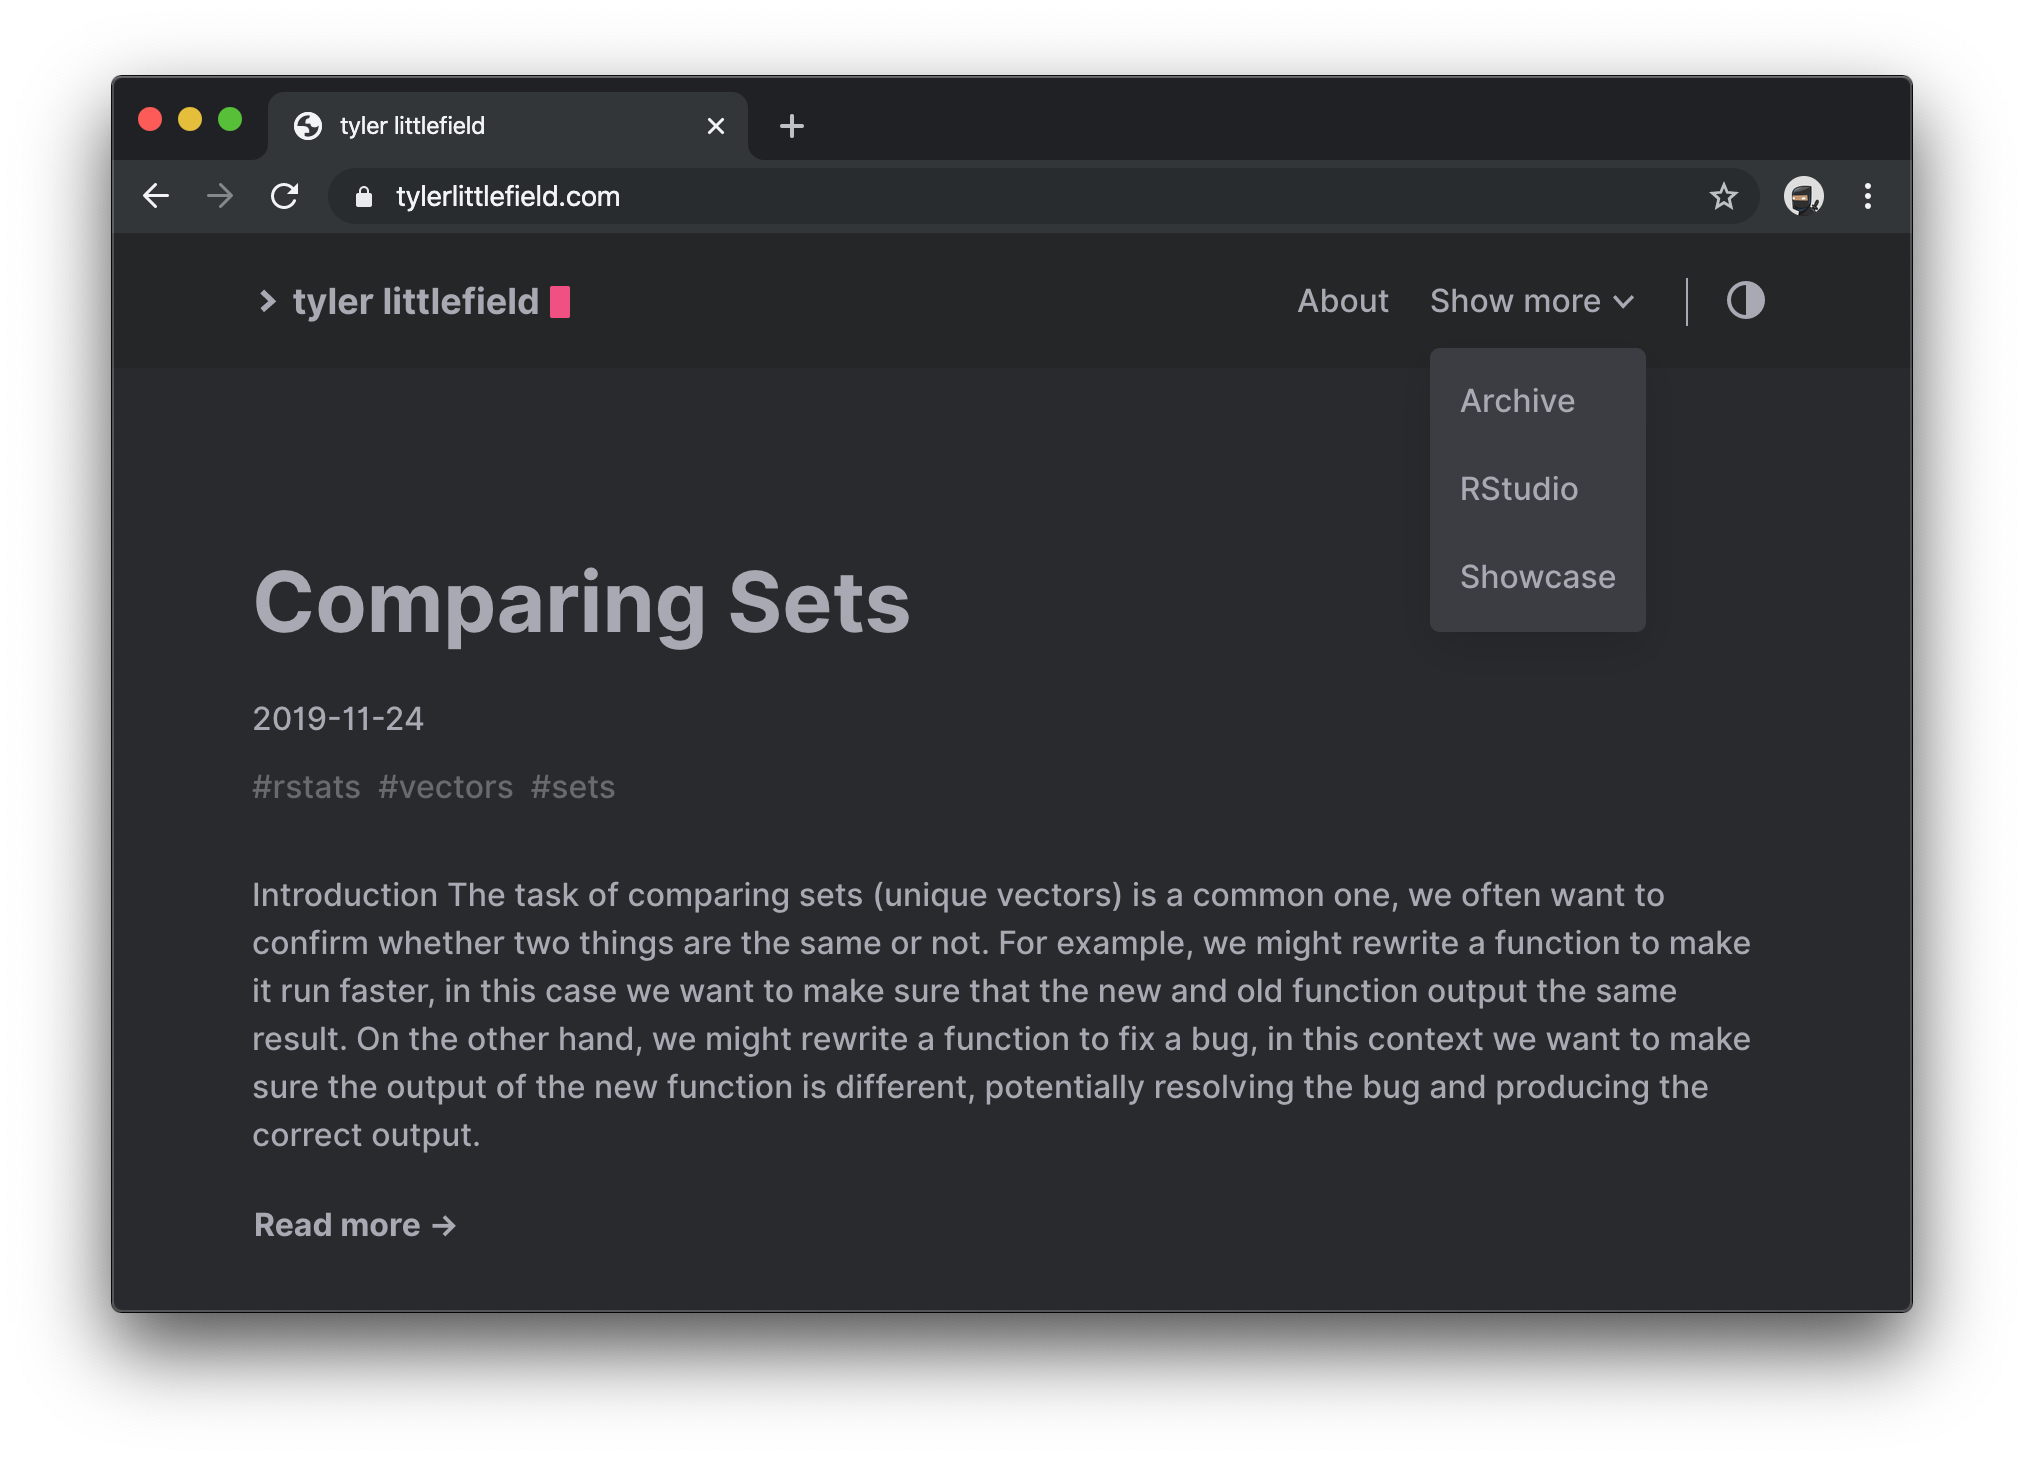 tyler littlefield
tylerlittlefield.com
tyler littlefield
About Show more
Archive
RStudio
Showcase
Comparing Sets
2019-11-24
#rstats #vectors #sets
Introduction The task of comparing sets (unique vectors) is a common one, we often want to
confirm whether two things are the same or not. For example, we might rewrite a function to make
it run faster, in this case we want to make sure that the new and old function output the same
result. On the other hand, we might rewrite a function to fix a bug, in this context we want to make
sure the output of the new function is different, potentially resolving the bug and producing the
correct output.
Read more →